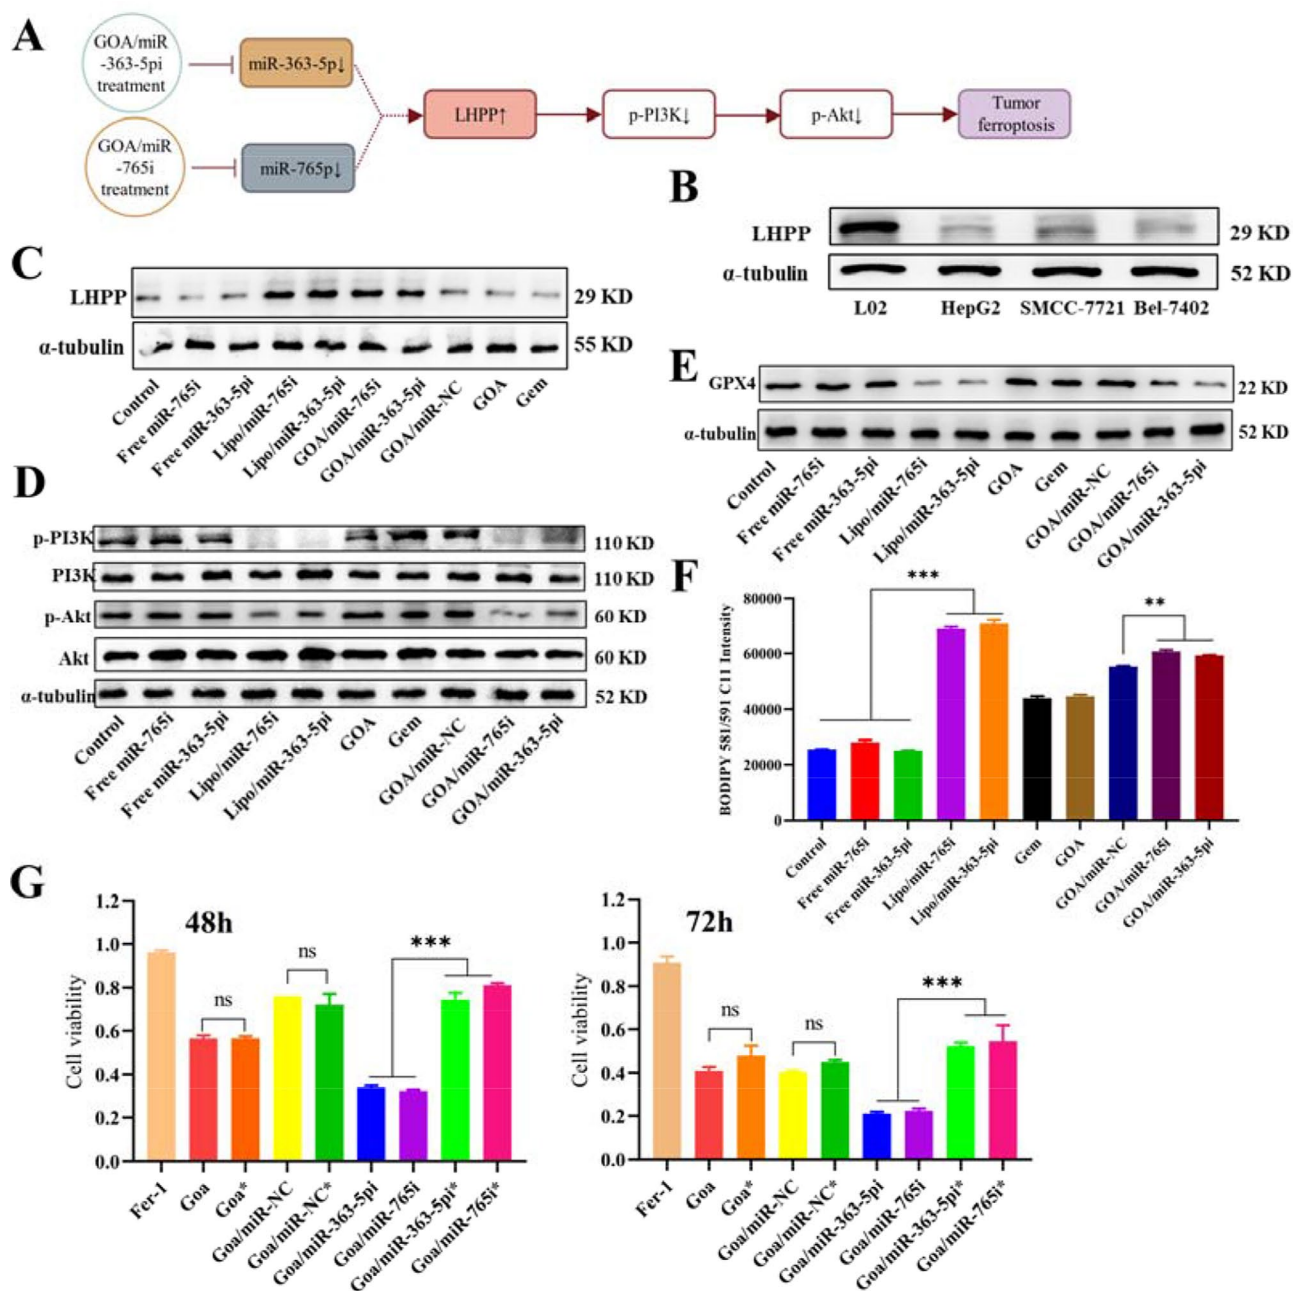 A
GOA/miR
-363-5pi
treatment
miR-363-5p↓
GOA/miR
-765i
treatment
miR-765p↓
LHPP↑
p-PI3K↓
p-Akt↓
Tumor
ferroptosis
B
LHPP
29 KD
α-tubulin
52 KD
L02 HepG2 SMCC-7721 Bel-7402
C
LHPP
29 KD
α-tubulin
55 KD
Control
Free miR-765i
Free miR-363-5pi
Lipo/miR-765i
Lipo/miR-363-5pi
GOA/miR-765i
GOA/miR-363-5pi
GOA/miR-NC
GOA
Gem
D
p-PI3K
110 KD
PI3K
110 KD
p-Akt
60 KD
Akt
60 KD
α-tubulin
52 KD
Control
Free miR-765i
Free miR-363-5pi
Lipo/miR-765i
Lipo/miR-363-5pi
GOA
Gem
GOA/miR-NC
GOA/miR-765i
GOA/miR-363-5pi
E
GPX4
22 KD
α-tubulin
52 KD
Control
Free miR-765i
Free miR-363-5pi
Lipo/miR-765i
Lipo/miR-363-5pi
GOA
Gem
GOA/miR-NC
GOA/miR-765i
GOA/miR-363-5pi
F
BODIPY 581/591 C11 Intensity
80000
60000
40000
20000
0
***
**
Control
Free miR-765i
Free miR-363-5pi
Lipo/miR-765i
Lipo/miR-363-5pi
Gem
GOA
GOA/miR-NC
GOA/miR-765i
GOA/miR-363-5pi
G
48h
Cell viability
1.2
1.0
0.8
0.6
0.4
0.2
0.0
ns
ns
***
Fer-1
Goa
Goa*
Goa/miR-NC
Goa/miR-NC*
Goa/miR-363-5pi
Goa/miR-765i
Goa/miR-363-5pi*
Goa/miR-765i*
72h
Cell viability
1.2
1.0
0.8
0.6
0.4
0.2
0.0
ns
ns
***
Fer-1
Goa
Goa*
Goa/miR-NC
Goa/miR-NC*
Goa/miR-363-5pi
Goa/miR-765i
Goa/miR-363-5pi*
Goa/miR-765i*